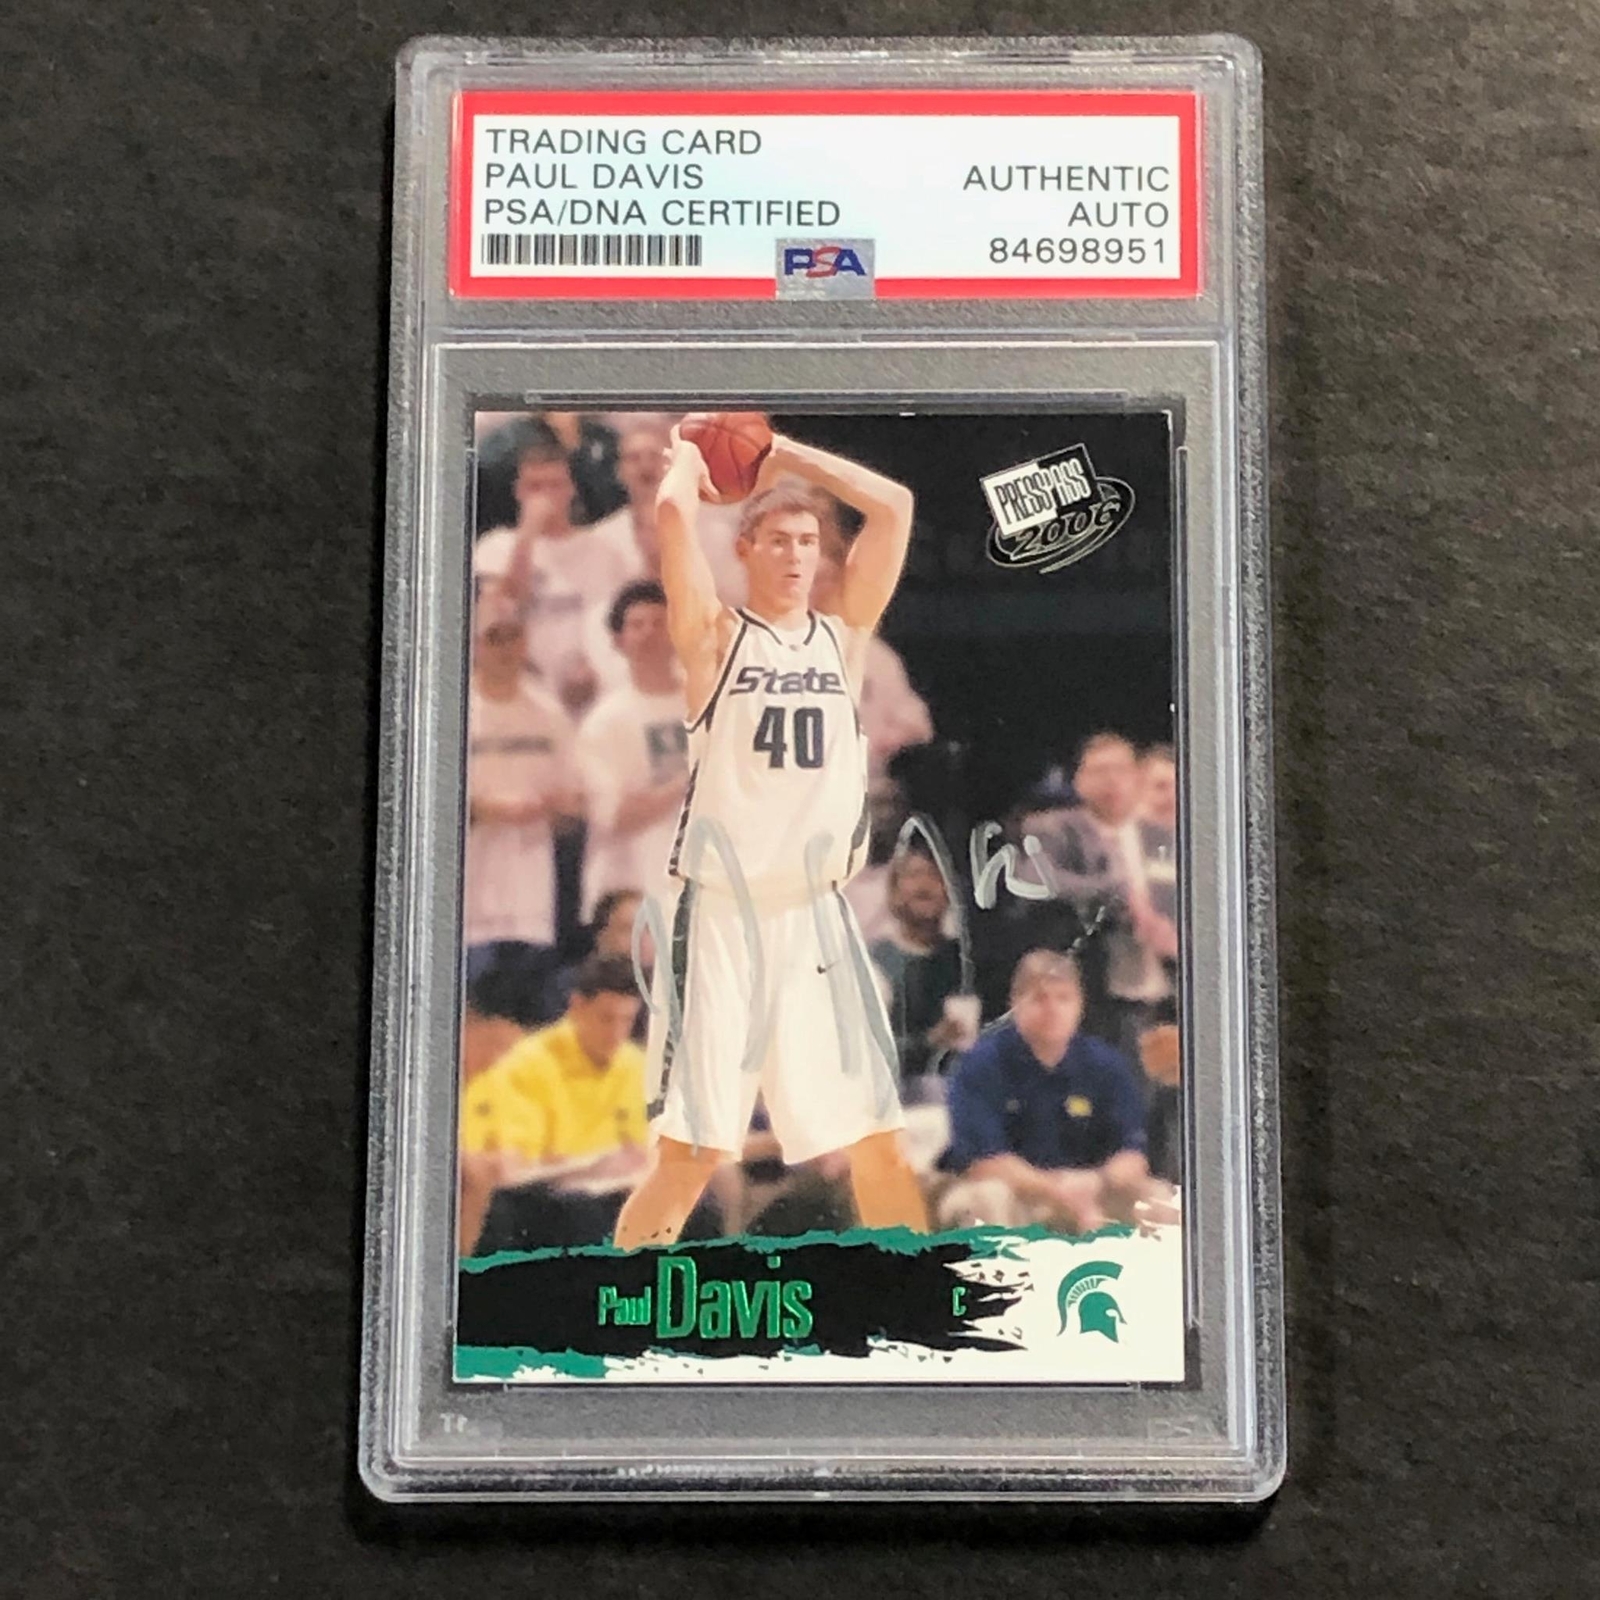 TRADING CARD
PAUL DAVIS
PSA/DNA CERTIFIED
AUTHENTIC
AUTO
84698951
PSA
PRESS PASS
2006
State
40
Paul Davis
C